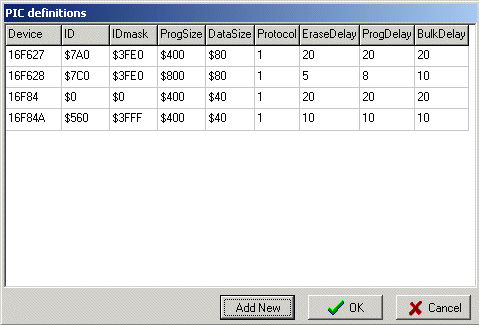 PIC definitions
Device ID IDmask ProgSize DataSize Protocol EraseDelay ProgDelay BulkDelay
16F627 $7A0 $3FE0 $400 $80 1 20 20 20
16F628 $7C0 $3FE0 $800 $80 1 5 8 10
16F84 $0 $0 $400 $40 1 20 20 20
16F84A $560 $3FFF $400 $40 1 10 10 10
Add New OK Cancel